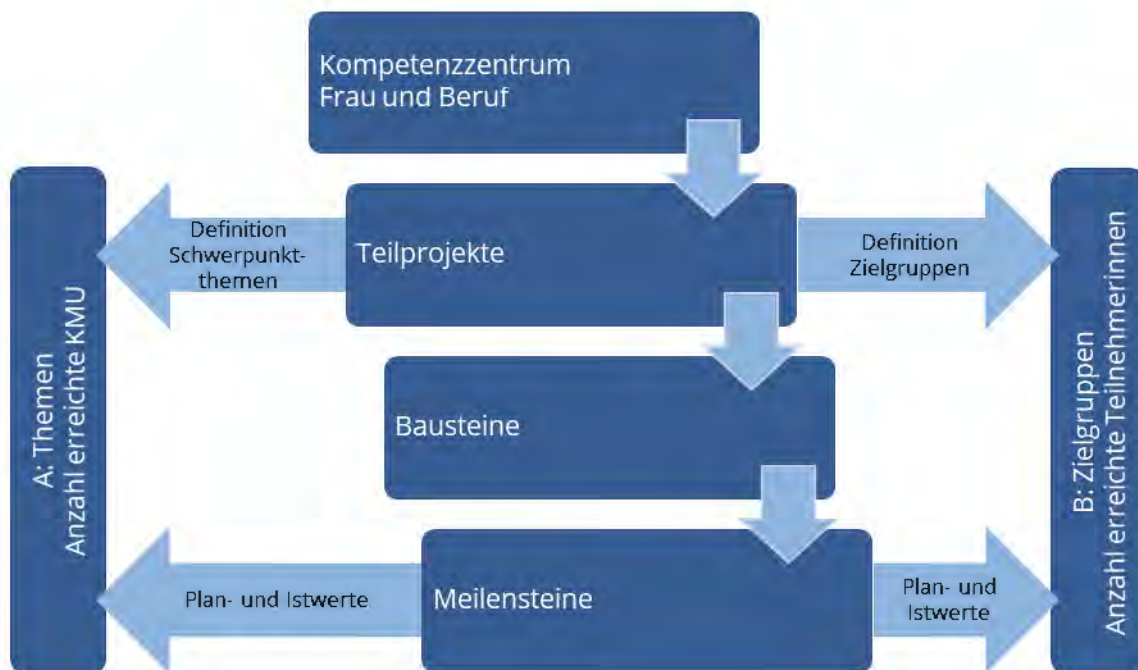 Kompetenzzentrum
Frau und Beruf
A: Themen
Anzahl erreichte KMU
Definition
Schwerpunkt-
themen
Teilprojekte
Definition
Zielgruppen
B: Zielgruppen
Anzahl erreichte Teilnehmerinnen
Bausteine
Plan- und Istwerte
Meilensteine
Plan- und
Istwerte